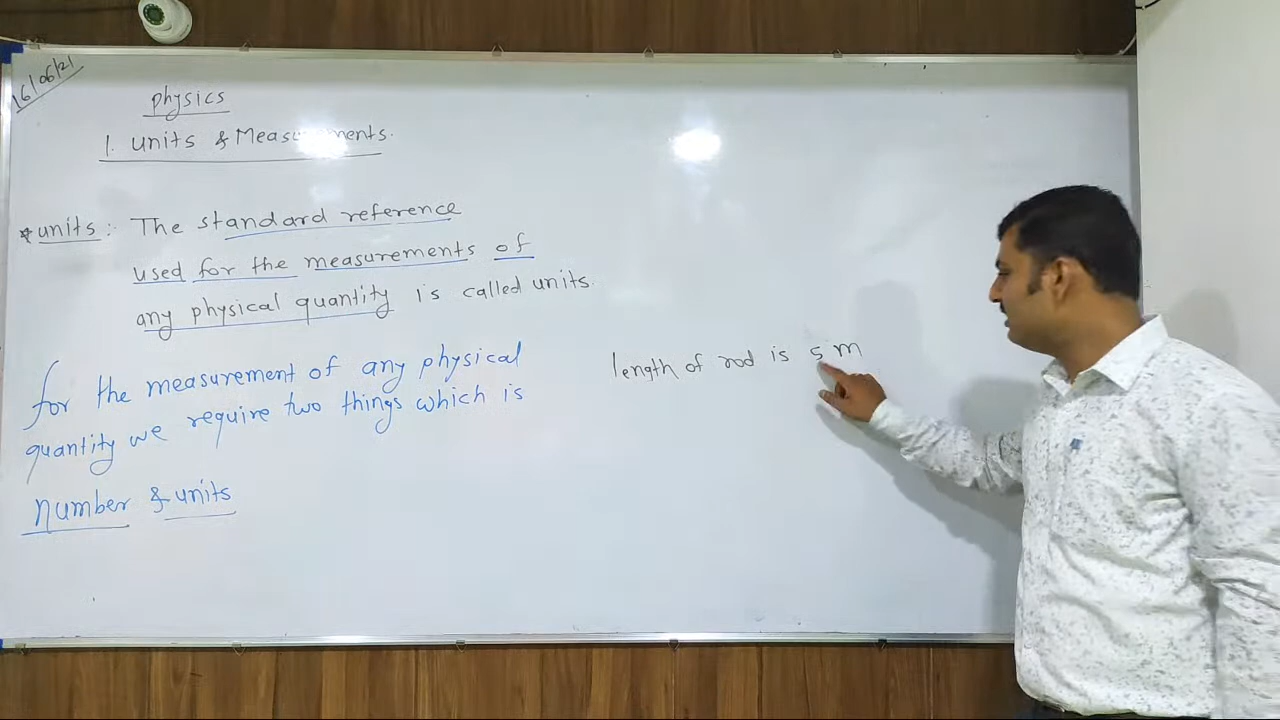 16/06/21
Physics
1. Units & Measurements.
* units: The standard reference
used for the measurements of
any physical quantity is called units.
for the measurement of any physical
quantity we require two things which is
number & units
length of rod is 5 m